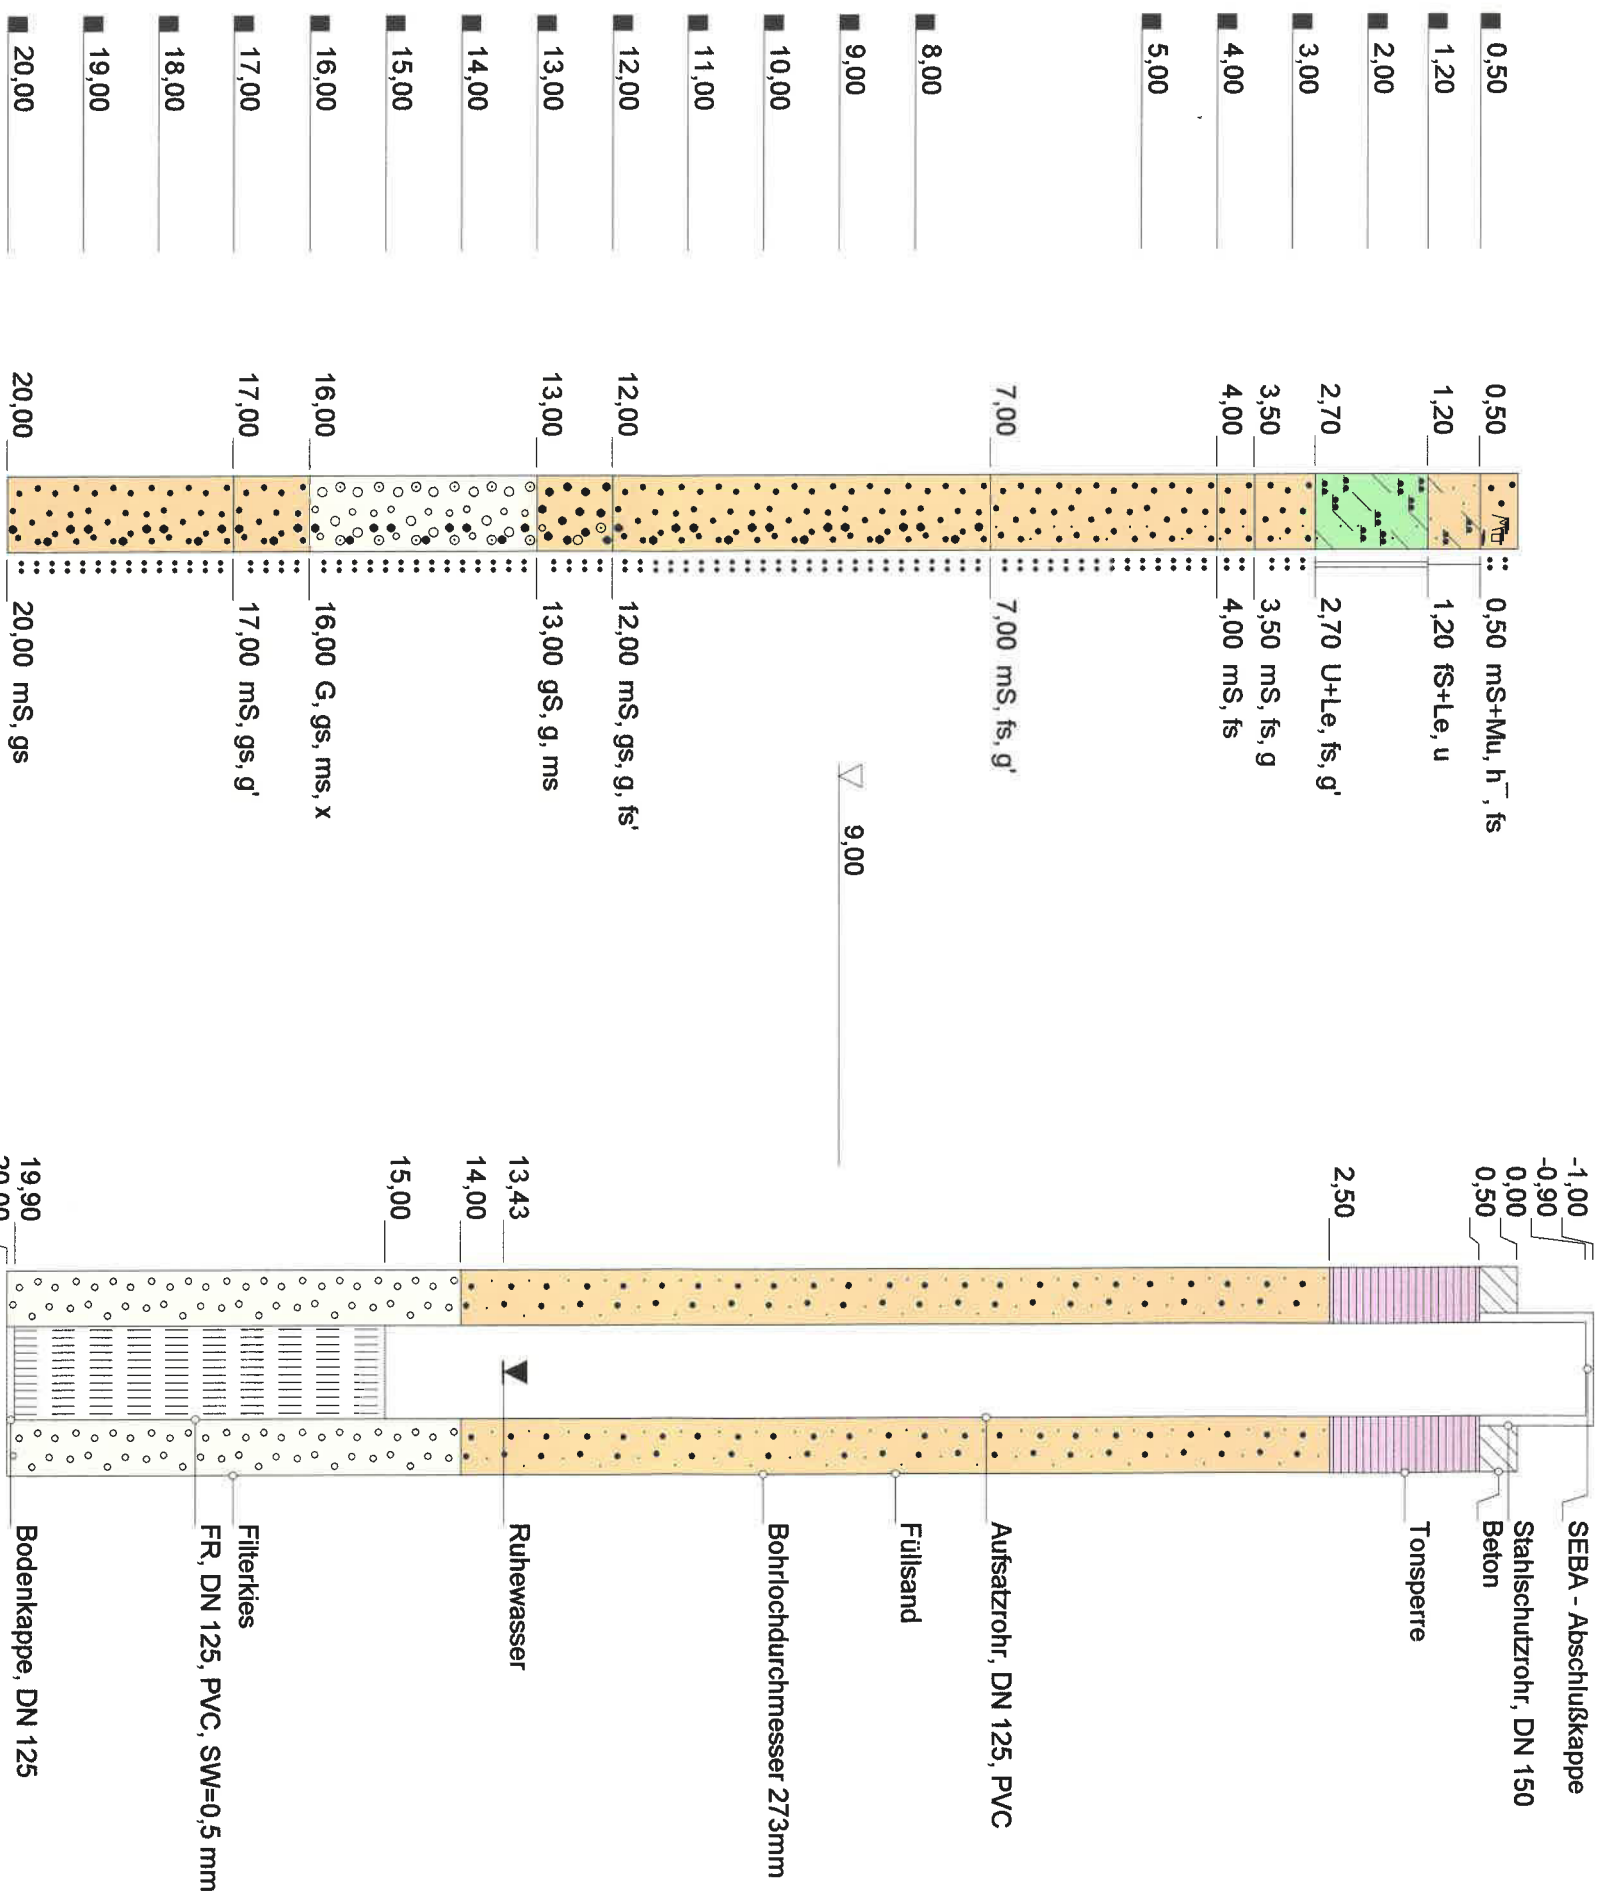 0,50
1,20
2,00
3,00
4,00
5,00
8,00
9,00
10,00
11,00
12,00
13,00
14,00
15,00
16,00
17,00
18,00
19,00
20,00
0,50
1,20
2,70
3,50
4,00
7,00
12,00
13,00
16,00
17,00
20,00
Mu
0,50 mS+Mu, h¯, fs
1,20 fS+Le, u
2,70 U+Le, fs, g'
3,50 mS, fs, g
4,00 mS, fs
7,00 mS, fs, g'
12,00 mS, gs, g, fs'
13,00 gS, g, ms
16,00 G, gs, ms, x
17,00 mS, gs, g'
20,00 mS, gs
9,00
-1,00
-0,90
0,00
0,50
2,50
13,43
14,00
15,00
19,90
20,00
SEBA - Abschlußkappe
Stahlschutzrohr, DN 150
Beton
Tonsperre
Aufsatzrohr, DN 125, PVC
Füllsand
Bohrlochdurchmesser 273mm
Ruhewasser
Filterkies
FR, DN 125, PVC, SW=0,5 mm
Bodenkappe, DN 125